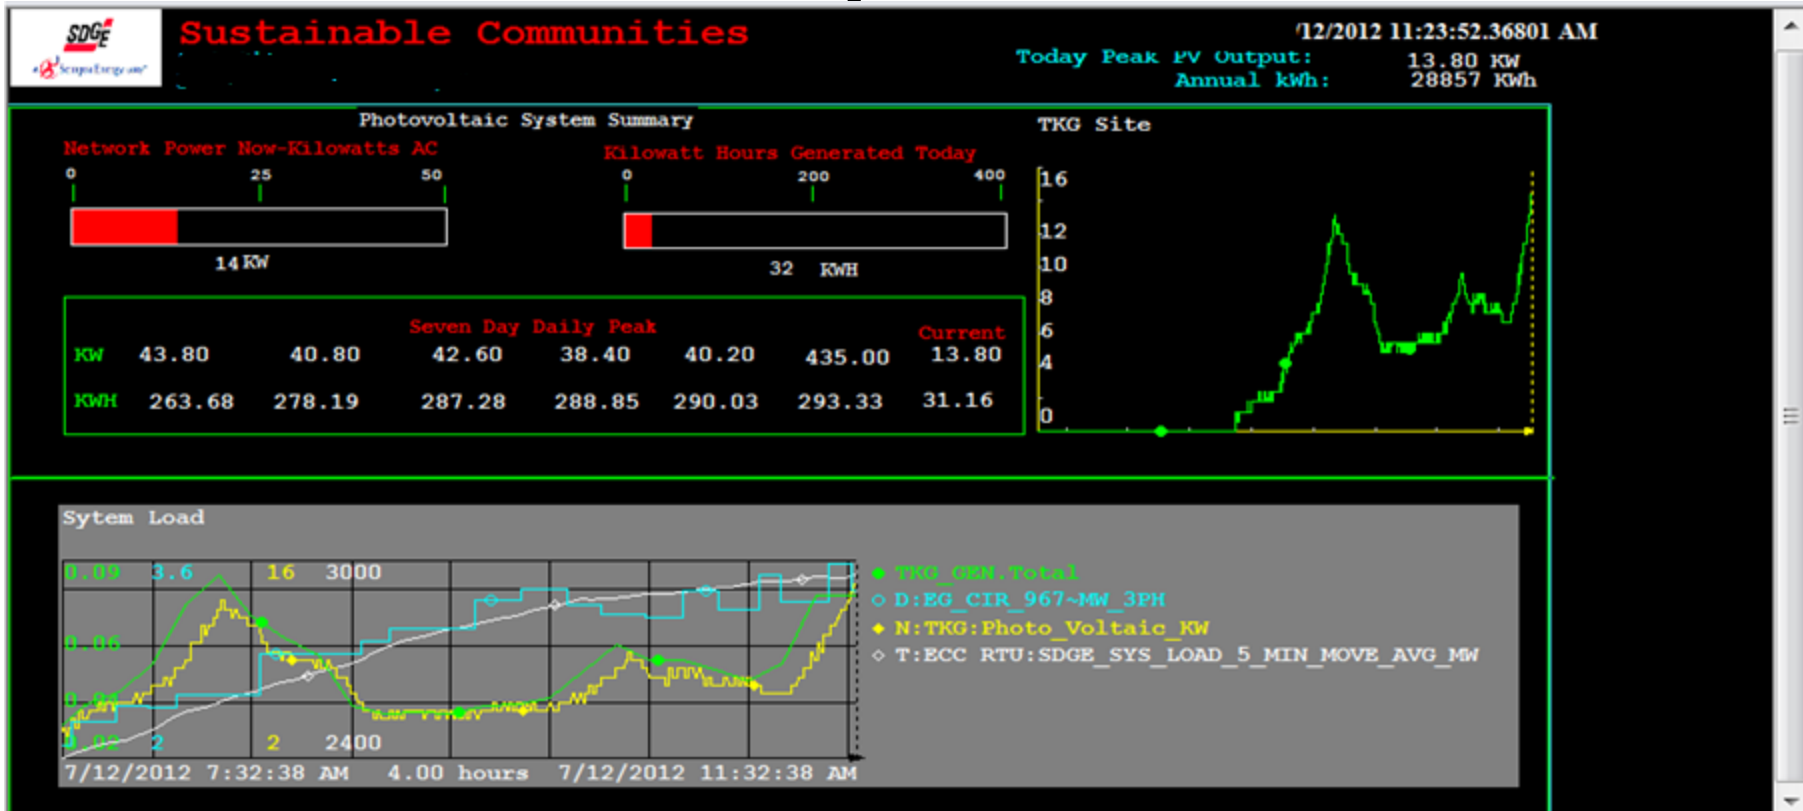 SDGE
Sustainable Communities
/12/2012 11:23:52.36801 AM
A Sempra Energy unit
Today Peak PV Output: 13.80 KW
Annual kWh: 28857 KWh
Photovoltaic System Summary
TKG Site
Network Power Now-Kilowatts AC
Kilowatt Hours Generated Today
0 25 50
0 200 400
14 KW
32 KWH
16
12
10
8
6
4
0
Seven Day Daily Peak
Current
KW 43.80 40.80 42.60 38.40 40.20 435.00 13.80
KWH 263.68 278.19 287.28 288.85 290.03 293.33 31.16
Sytem Load
0.09 3.6 16 3000
0.06
0.02 2 2 2400
7/12/2012 7:32:38 AM 4.00 hours 7/12/2012 11:32:38 AM
TKG_GEN.Total
D:EG_CIR_967~MW_3PH
N:TKG:Photo_Voltaic_KW
T:ECC RTU:SDGE_SYS_LOAD_5_MIN_MOVE_AVG_MW